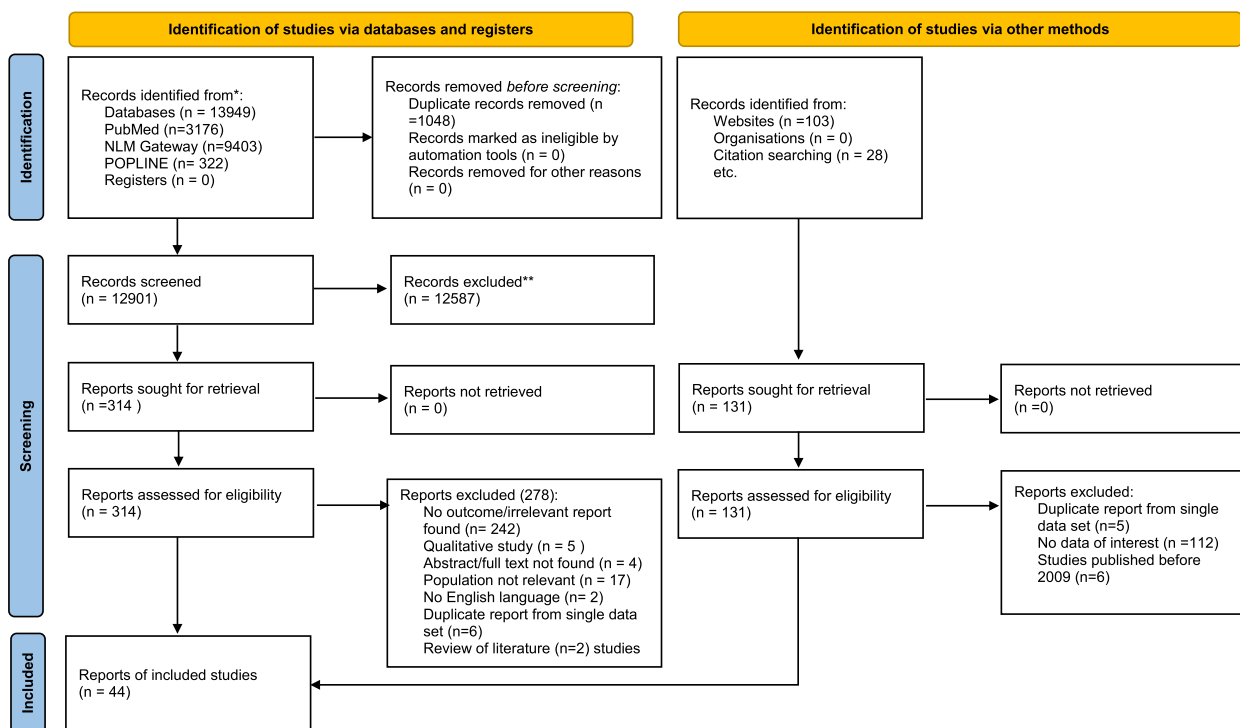 Identification of studies via databases and registers
Identification of studies via other methods
Identification
Records identified from*:
Databases (n = 13949)
PubMed (n=3176)
NLM Gateway (n=9403)
POPLINE (n= 322)
Registers (n = 0)
Records removed before screening:
Duplicate records removed (n
=1048)
Records marked as ineligible by
automation tools (n = 0)
Records removed for other reasons
(n = 0)
Records identified from:
Websites (n =103)
Organisations (n = 0)
Citation searching (n = 28)
etc.
Screening
Records screened
(n = 12901)
Records excluded**
(n = 12587)
Reports sought for retrieval
(n =314 )
Reports not retrieved
(n = 0)
Reports sought for retrieval
(n = 131)
Reports not retrieved
(n =0)
Reports assessed for eligibility
(n = 314)
Reports excluded (278):
No outcome/irrelevant report
found (n= 242)
Qualitative study (n = 5 )
Abstract/full text not found (n = 4)
Population not relevant (n = 17)
No English language (n= 2)
Duplicate report from single data
set (n=6)
Review of literature (n=2) studies
Reports assessed for eligibility
(n = 131)
Reports excluded:
Duplicate report from single
data set (n=5)
No data of interest (n =112)
Studies published before
2009 (n=6)
Included
Reports of included studies
(n = 44)